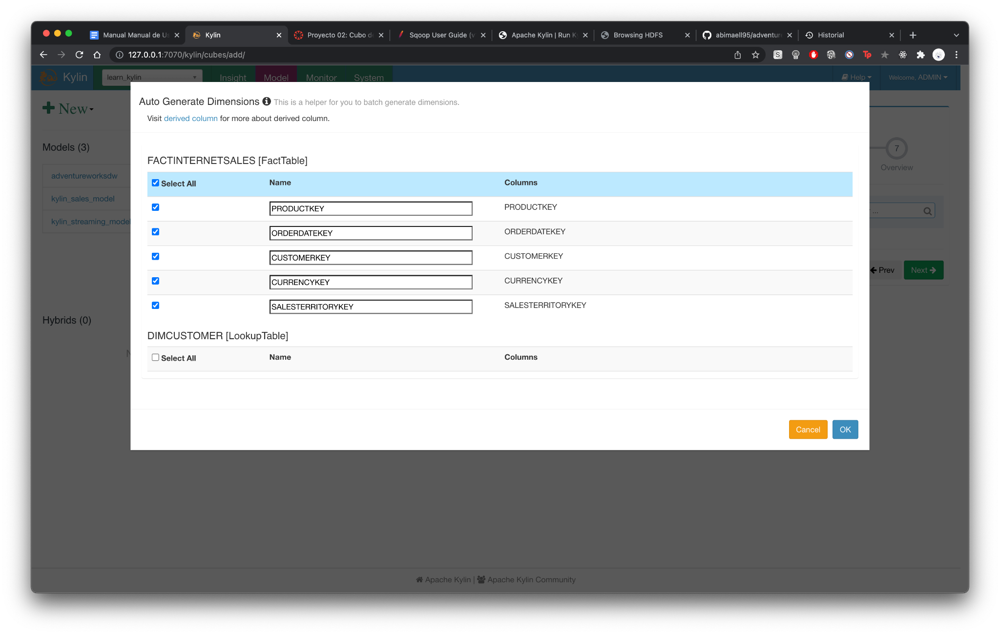 Manual Manual de Us
Kylin
Proyecto 02: Cubo de
Sqoop User Guide (v
Apache Kylin | Run Ky
Browsing HDFS
abimaell95/adventure
Historial
127.0.0.1:7070/kylin/cubes/add/
Kylin
learn_kylin
Insight
Model
Monitor
System
Help
Welcome, ADMIN
New
Auto Generate Dimensions This is a helper for you to batch generate dimensions.
Visit derived column for more about derived column.
Models (3)
adventureworksdw
kylin_sales_model
kylin_streaming_model
Hybrids (0)
N
7
Overview
...
Prev
Next
FACTINTERNETSALES [FactTable]
Select All Name Columns
PRODUCTKEY PRODUCTKEY
ORDERDATEKEY ORDERDATEKEY
CUSTOMERKEY CUSTOMERKEY
CURRENCYKEY CURRENCYKEY
SALESTERRITORYKEY SALESTERRITORYKEY
DIMCUSTOMER [LookupTable]
Select All Name Columns
Cancel
OK
Apache Kylin | Apache Kylin Community